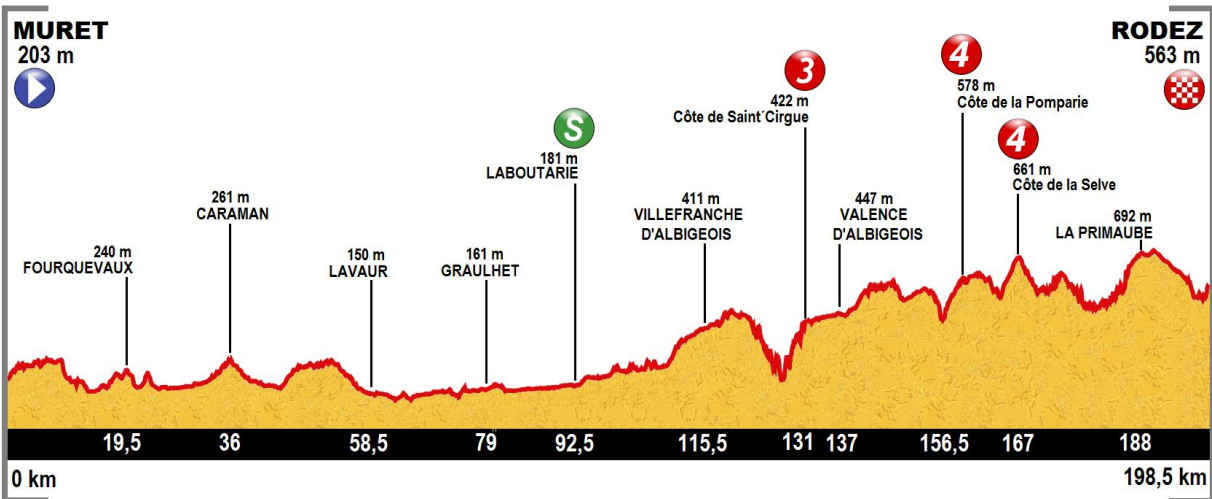 MURET
203 m
RODEZ
563 m
240 m
FOURQUEVAUX
261 m
CARAMAN
150 m
LAVAUR
161 m
GRAULHET
S
181 m
LABOUTARIE
411 m
VILLEFRANCHE
D'ALBIGEOIS
3
422 m
Côte de Saint´Cirgue
447 m
VALENCE
D'ALBIGEOIS
4
578 m
Côte de la Pomparie
4
661 m
Côte de la Selve
692 m
LA PRIMAUBE
19,5
36
58,5
79
92,5
115,5
131
137
156,5
167
188
0 km
198,5 km